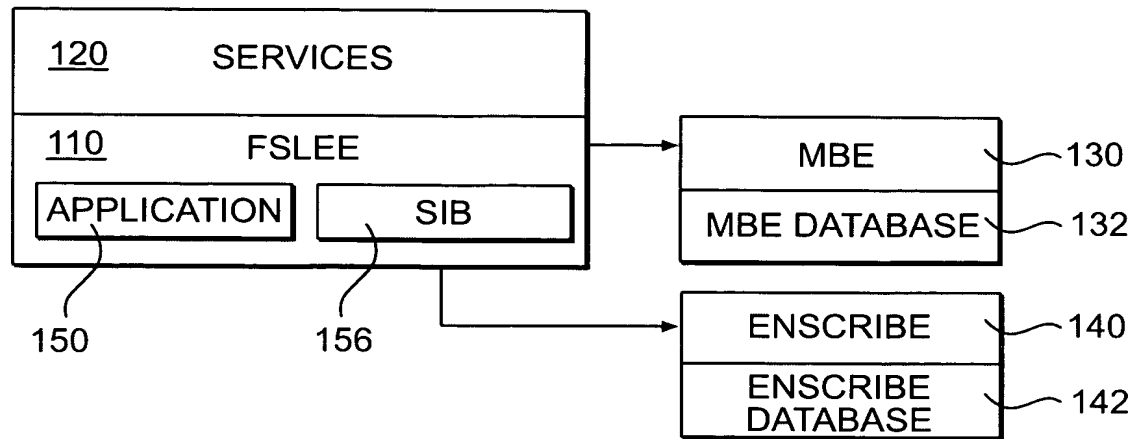 120 SERVICES
110 FSLEE
APPLICATION
SIB
150
156
MBE
130
MBE DATABASE
132
ENSCRIBE
140
ENSCRIBE
DATABASE
142